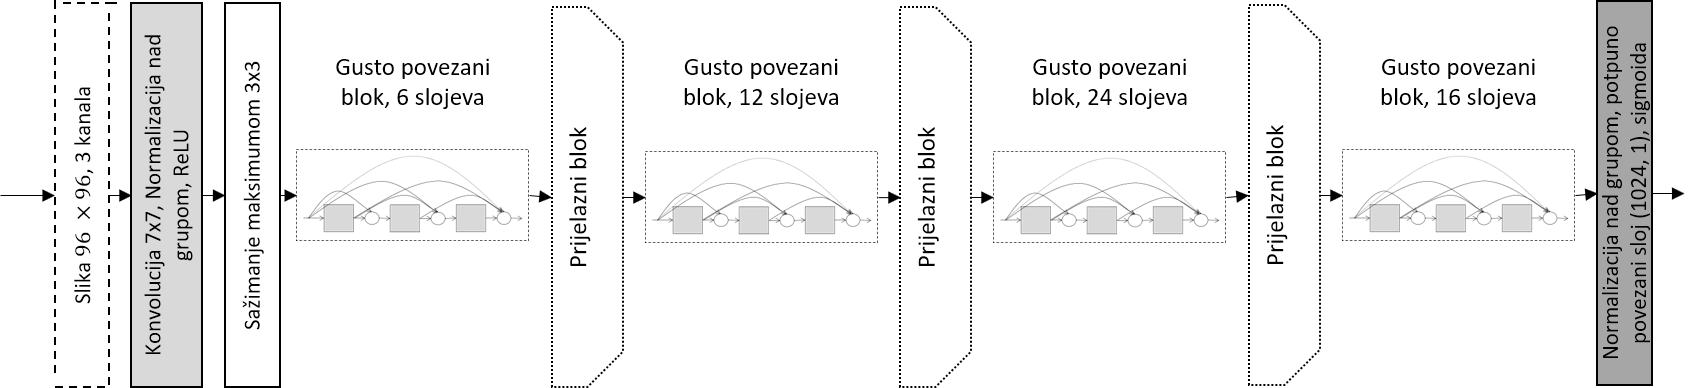 Slika 96 × 96, 3 kanala
Konvolucija 7x7, Normalizacija nad
grupom, ReLU
Sažimanje maksimumom 3x3
Gusto povezani
blok, 6 slojeva
Prijelazni blok
Gusto povezani
blok, 12 slojeva
Prijelazni blok
Gusto povezani
blok, 24 slojeva
Prijelazni blok
Gusto povezani
blok, 16 slojeva
Normalizacija nad grupom, potpuno
povezani sloj (1024, 1), sigmoida